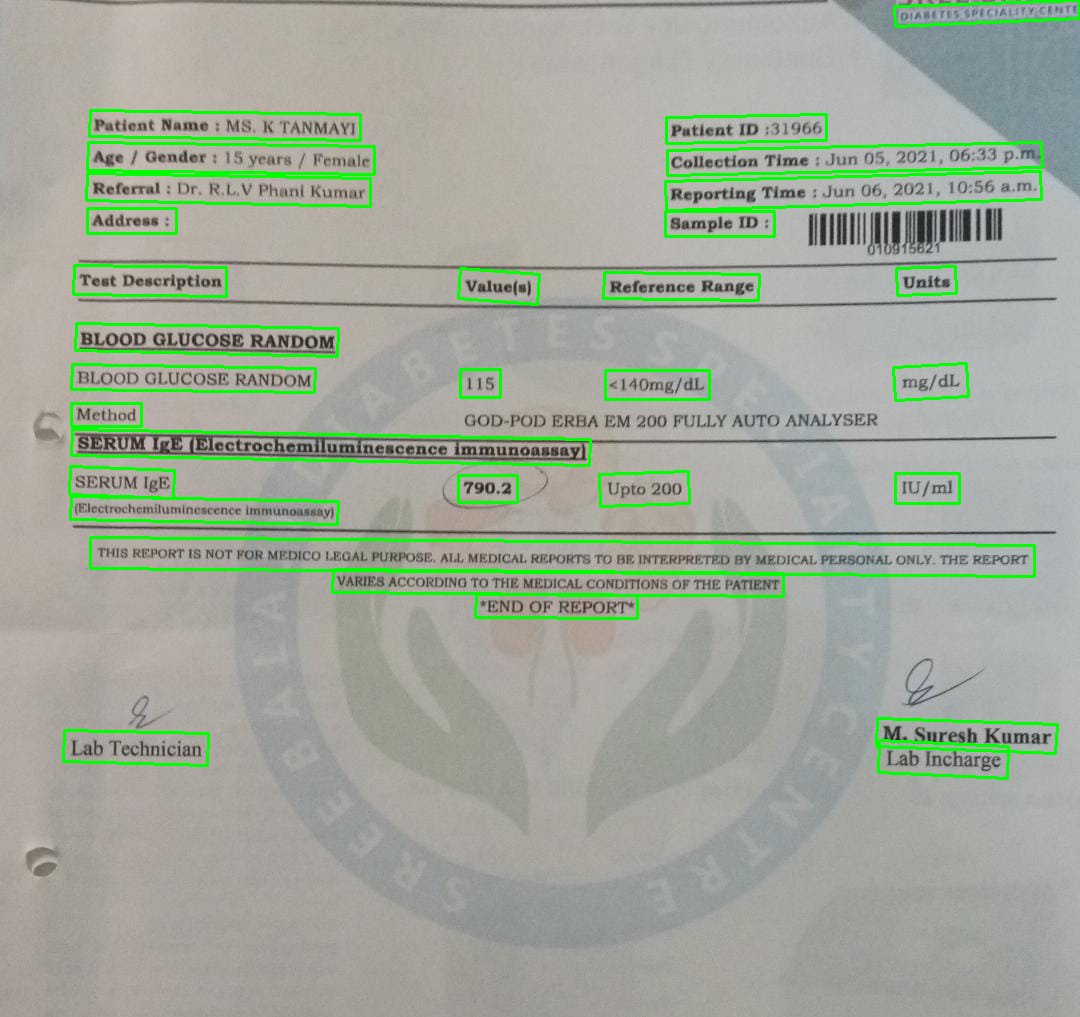 DIABETES SPECIALITY CENTE
Patient Name : MS. K TANMAYI
Patient ID :31966
Age / Gender : 15 years / Female
Collection Time : Jun 05, 2021, 06:33 p.m.
Referral : Dr. R.L.V Phani Kumar
Reporting Time : Jun 06, 2021, 10:56 a.m.
Address :
Sample ID :
010915621
Test Description Value(s) Reference Range Units
BLOOD GLUCOSE RANDOM
BLOOD GLUCOSE RANDOM 115 <140mg/dL mg/dL
Method GOD-POD ERBA EM 200 FULLY AUTO ANALYSER
SERUM IgE (Electrochemiluminescence immunoassay)
SERUM IgE 790.2 Upto 200 IU/ml
(Electrochemiluminescence immunoassay)
THIS REPORT IS NOT FOR MEDICO LEGAL PURPOSE. ALL MEDICAL REPORTS TO BE INTERPRETED BY MEDICAL PERSONAL ONLY. THE REPORT
VARIES ACCORDING TO THE MEDICAL CONDITIONS OF THE PATIENT
*END OF REPORT*
Lab Technician
M. Suresh Kumar
Lab Incharge
SREE BALAJI DIABETES SPECIALITY CENTRE